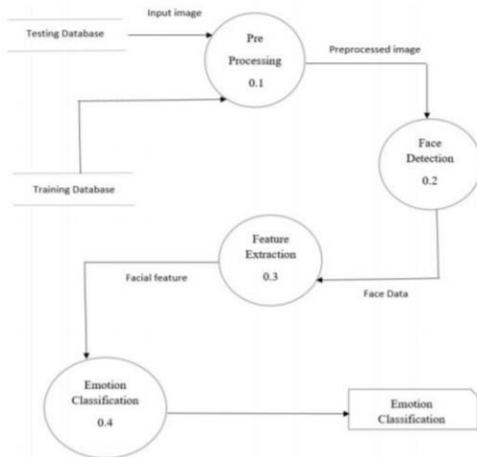 Input image
Testing Database
Pre
Processing
0.1
Preprocessed image
Face
Detection
0.2
Training Database
Feature
Extraction
0.3
Facial feature
Face Data
Emotion
Classification
0.4
Emotion
Classification